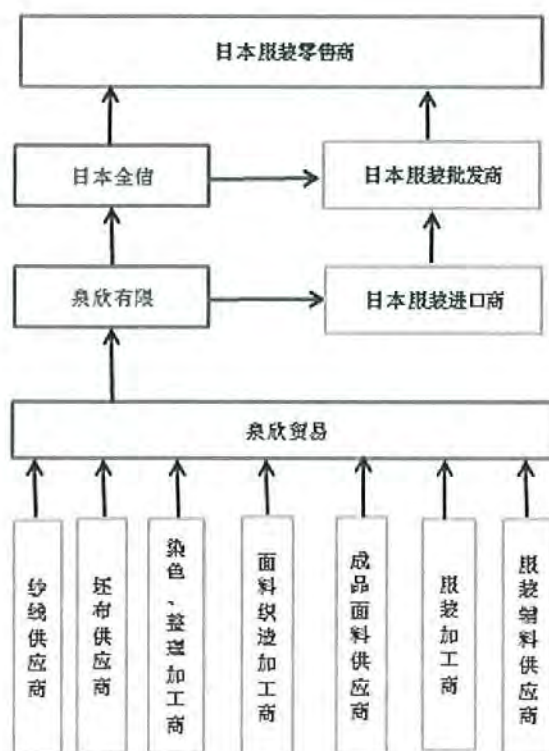 日本服装零售商
日本全信
日本服装批发商
泉欣有限
日本服装进口商
泉欣贸易
纱线供应商
坯布供应商
染色、整理加工商
面料织造加工商
成品面料供应商
服装加工商
服装辅料供应商